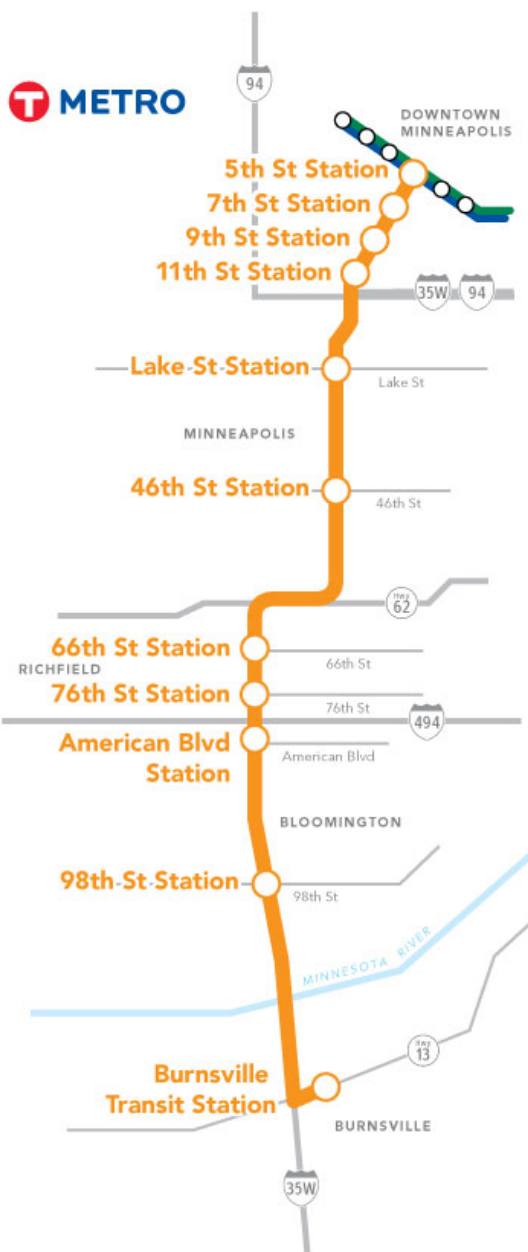 94
T METRO
DOWNTOWN
MINNEAPOLIS
5th St Station
7th St Station
9th St Station
11th St Station
35W 94
Lake St Station
Lake St
MINNEAPOLIS
46th St Station
46th St
Hwy
62
66th St Station
66th St
RICHFIELD
76th St Station
76th St
494
American Blvd
Station
American Blvd
BLOOMINGTON
98th St Station
98th St
MINNESOTA RIVER
Hwy
13
Burnsville
Transit Station
BURNSVILLE
35W